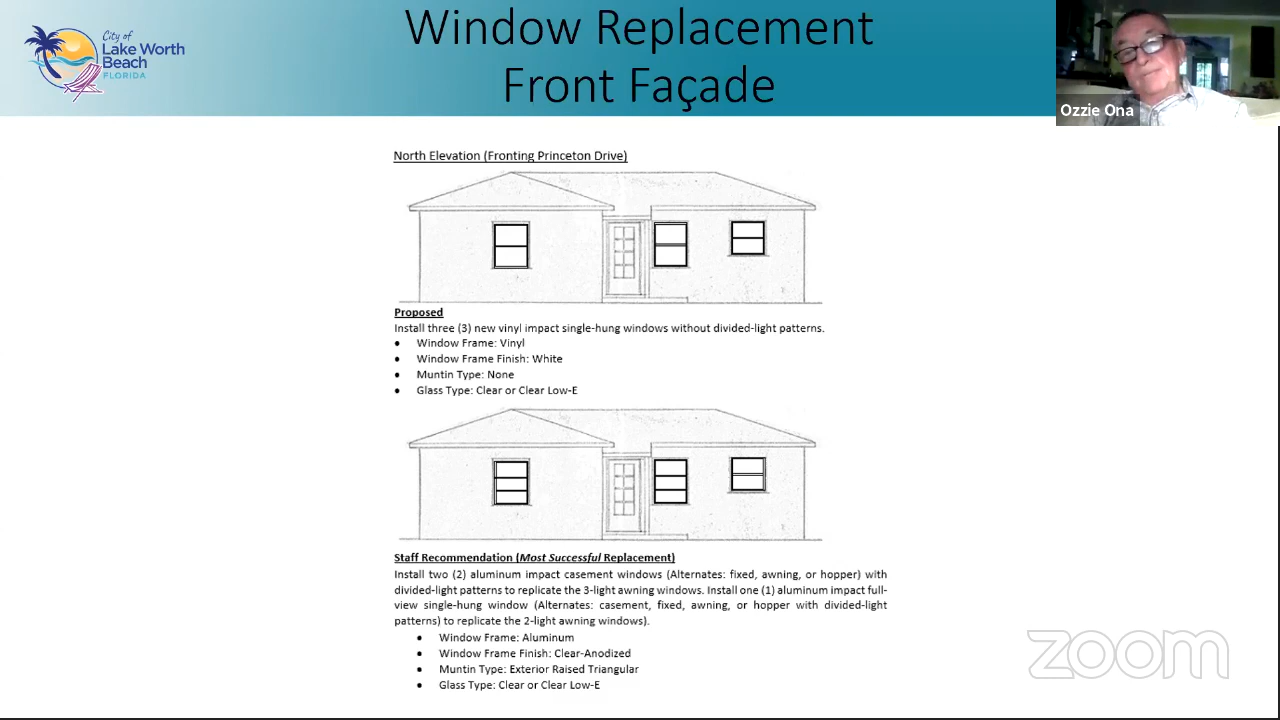 City of
Lake Worth
Beach
FLORIDA
Window Replacement
Front Façade
Ozzie Ona
North Elevation (Fronting Princeton Drive)
Proposed
Install three (3) new vinyl impact single-hung windows without divided-light patterns.
• Window Frame: Vinyl
• Window Frame Finish: White
• Muntin Type: None
• Glass Type: Clear or Clear Low-E
Staff Recommendation (Most Successful Replacement)
Install two (2) aluminum impact casement windows (Alternates: fixed, awning, or hopper) with
divided-light patterns to replicate the 3-light awning windows. Install one (1) aluminum impact full-
view single-hung window (Alternates: casement, fixed, awning, or hopper with divided-light
patterns) to replicate the 2-light awning windows).
• Window Frame: Aluminum
• Window Frame Finish: Clear-Anodized
• Muntin Type: Exterior Raised Triangular
• Glass Type: Clear or Clear Low-E
zoom